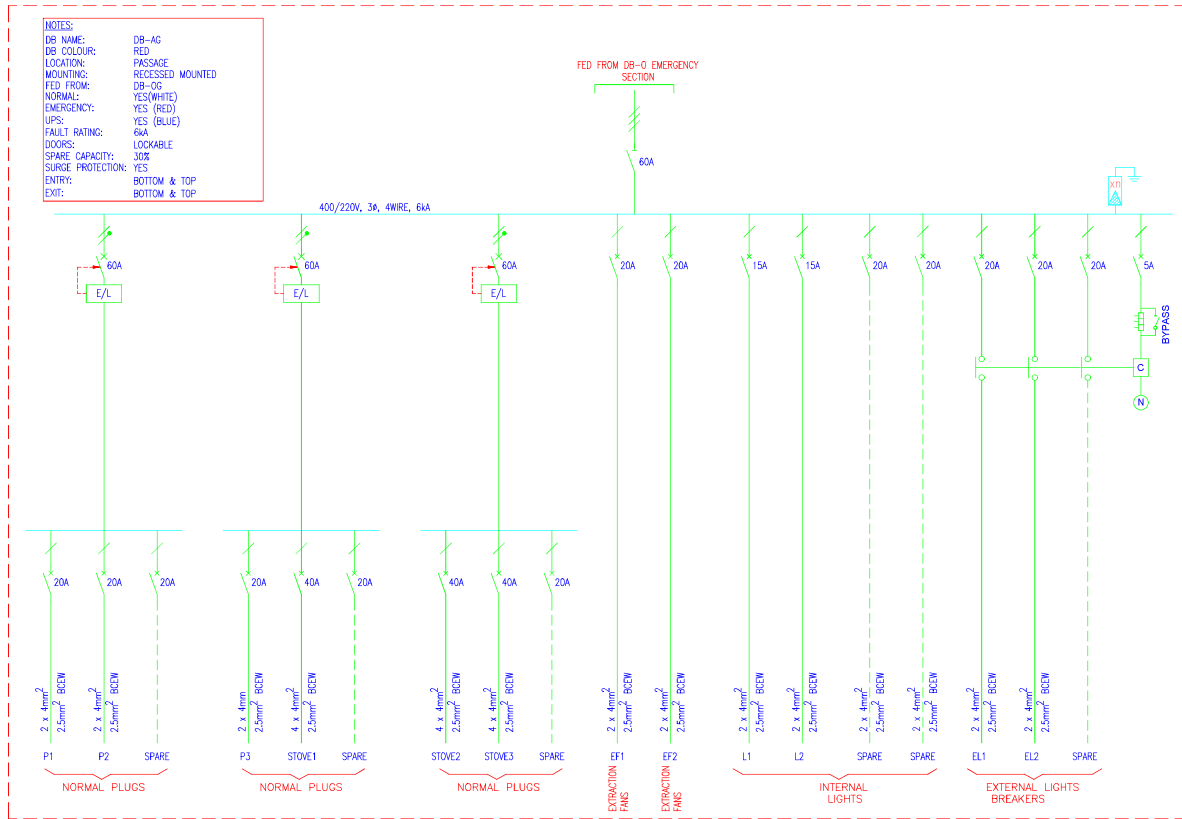 NOTES:
DB NAME: DB-AG
DB COLOUR: RED
LOCATION: PASSAGE
MOUNTING: RECESSED MOUNTED
FED FROM: DB-OG
NORMAL: YES(WHITE)
EMERGENCY: YES (RED)
UPS: YES (BLUE)
FAULT RATING: 6kA
DOORS: LOCKABLE
SPARE CAPACITY: 30%
SURGE PROTECTION: YES
ENTRY: BOTTOM & TOP
EXIT: BOTTOM & TOP
FED FROM DB-O EMERGENCY
SECTION
60A
400/220V, 3ø, 4WIRE, 6kA
60A 60A 60A 20A 20A 15A 15A 20A 20A 20A 20A 20A 5A
E/L E/L E/L
BYPASS
C
N
20A 20A 20A 20A 40A 20A 40A 40A 20A
2 x 4mm²
2.5mm² BCEW
2 x 4mm²
2.5mm² BCEW
2 x 4mm²
2.5mm² BCEW
4 x 4mm²
2.5mm² BCEW
4 x 4mm²
2.5mm² BCEW
4 x 4mm²
2.5mm² BCEW
2 x 4mm²
2.5mm² BCEW
2 x 4mm²
2.5mm² BCEW
2 x 4mm²
2.5mm² BCEW
2 x 4mm²
2.5mm² BCEW
2 x 4mm²
2.5mm² BCEW
2 x 4mm²
2.5mm² BCEW
2 x 4mm²
2.5mm² BCEW
2 x 4mm²
2.5mm² BCEW
P1 P2 SPARE P3 STOVE1 SPARE STOVE2 STOVE3 SPARE EF1 EF2 L1 L2 SPARE SPARE EL1 EL2 SPARE
NORMAL PLUGS
NORMAL PLUGS
NORMAL PLUGS
EXTRACTION
FANS
EXTRACTION
FANS
INTERNAL
LIGHTS
EXTERNAL LIGHTS
BREAKERS